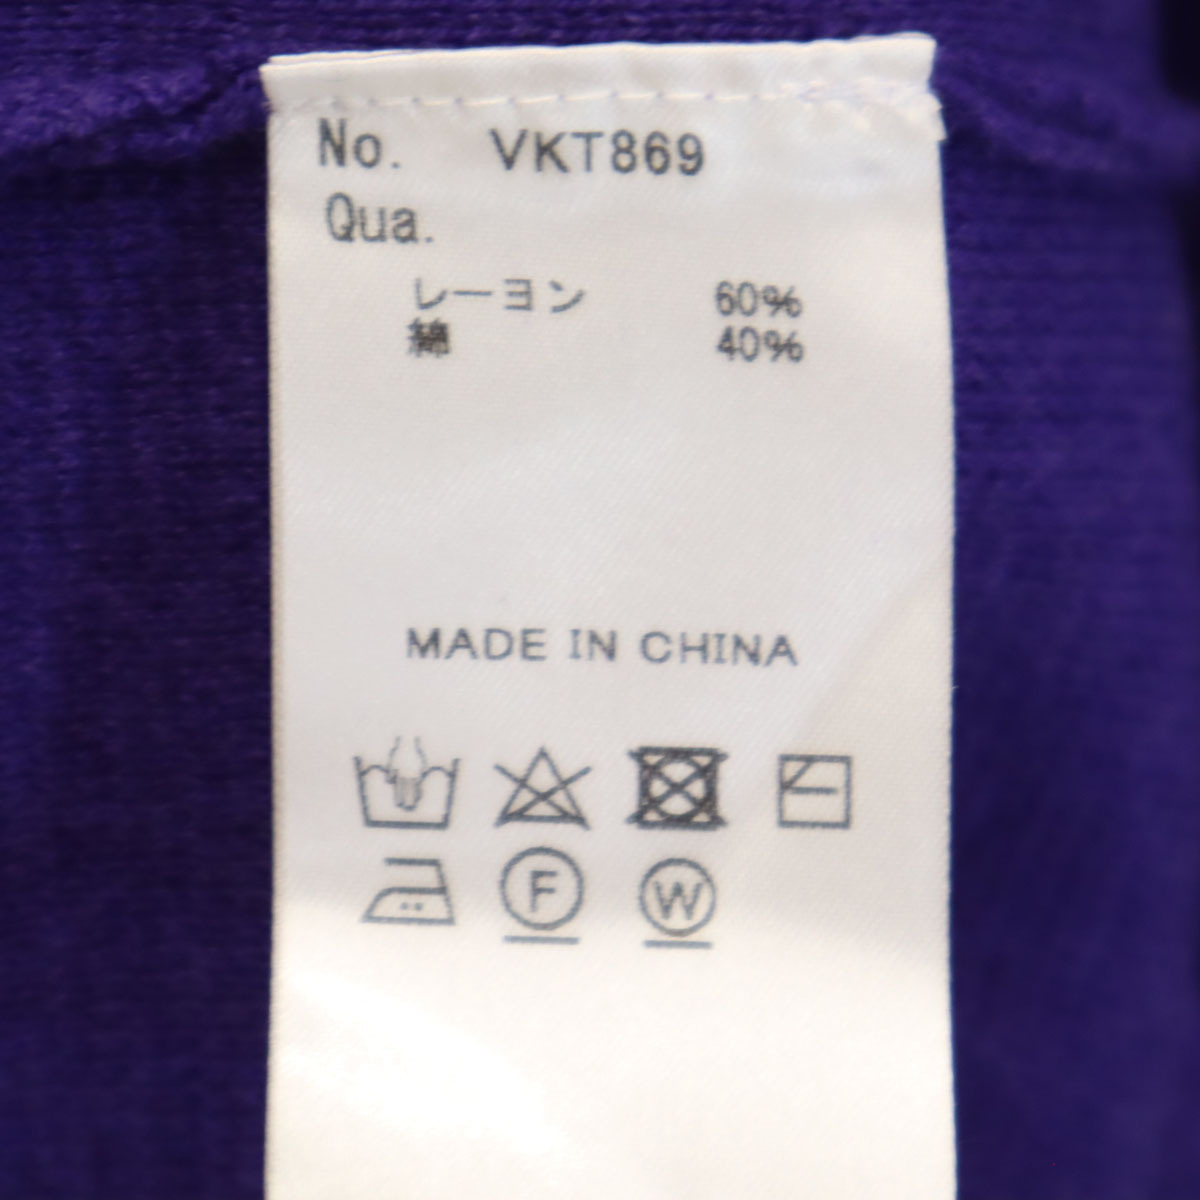 No. VKT869
Qua.
レーヨン 60%
綿 40%
MADE IN CHINA
F W